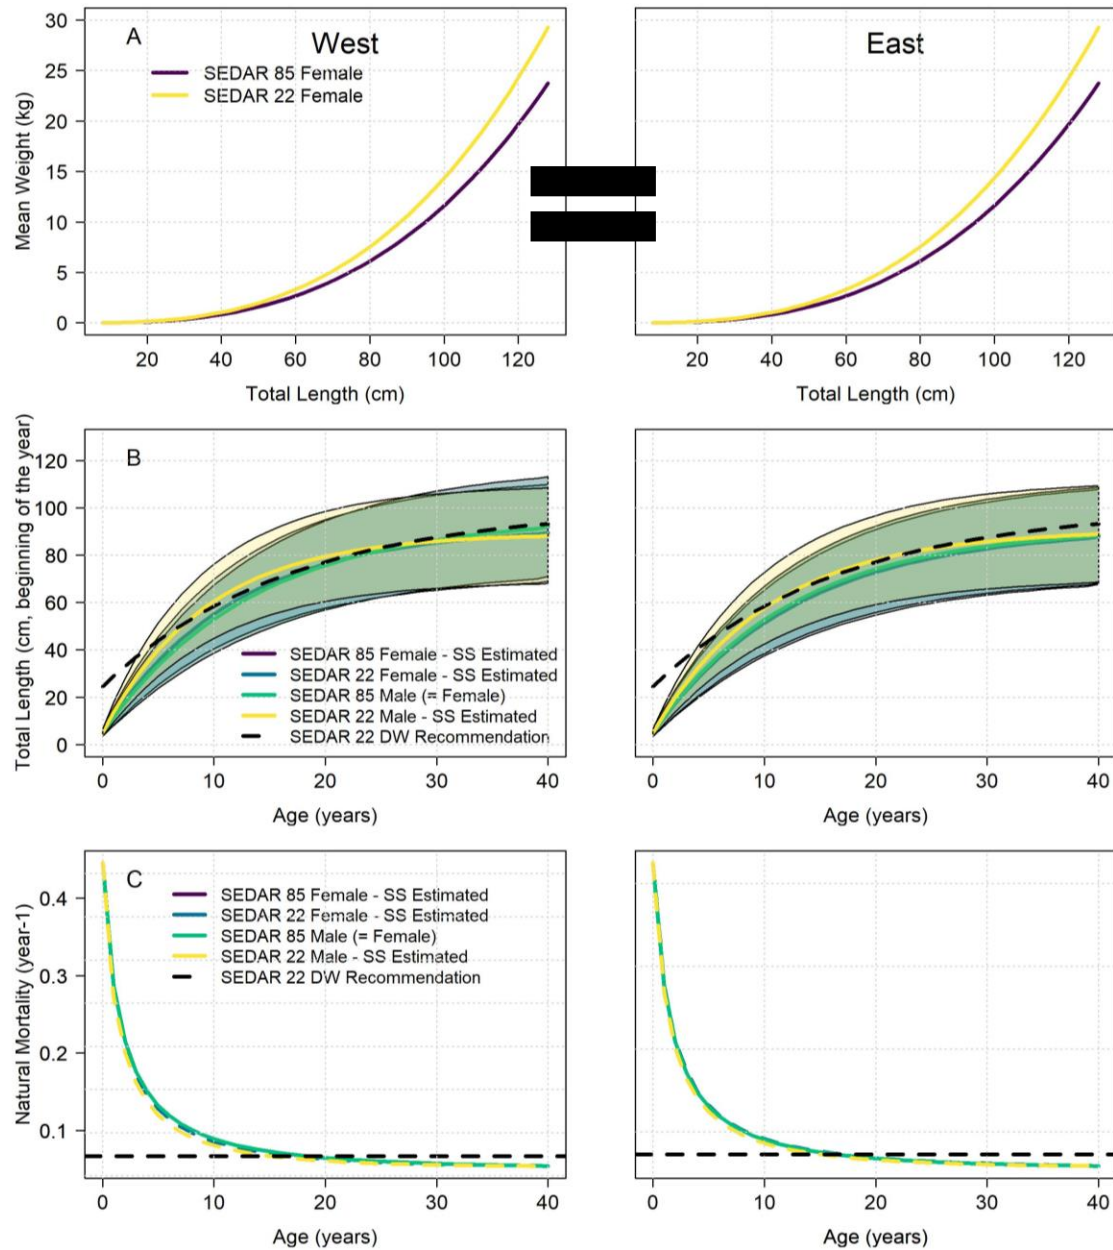 A
West
East
SEDAR 85 Female
SEDAR 22 Female
30
25
20
15
10
5
0
Mean Weight (kg)
20 40 60 80 100 120
20 40 60 80 100 120
Total Length (cm)
Total Length (cm)
B
120
100
80
60
40
20
0
Total Length (cm, beginning of the year)
SEDAR 85 Female - SS Estimated
SEDAR 22 Female - SS Estimated
SEDAR 85 Male (= Female)
SEDAR 22 Male - SS Estimated
SEDAR 22 DW Recommendation
0 10 20 30 40
0 10 20 30 40
Age (years)
Age (years)
C
SEDAR 85 Female - SS Estimated
SEDAR 22 Female - SS Estimated
SEDAR 85 Male (= Female)
SEDAR 22 Male - SS Estimated
SEDAR 22 DW Recommendation
0.4
0.3
0.2
0.1
Natural Mortality (year-1)
0 10 20 30 40
0 10 20 30 40
Age (years)
Age (years)